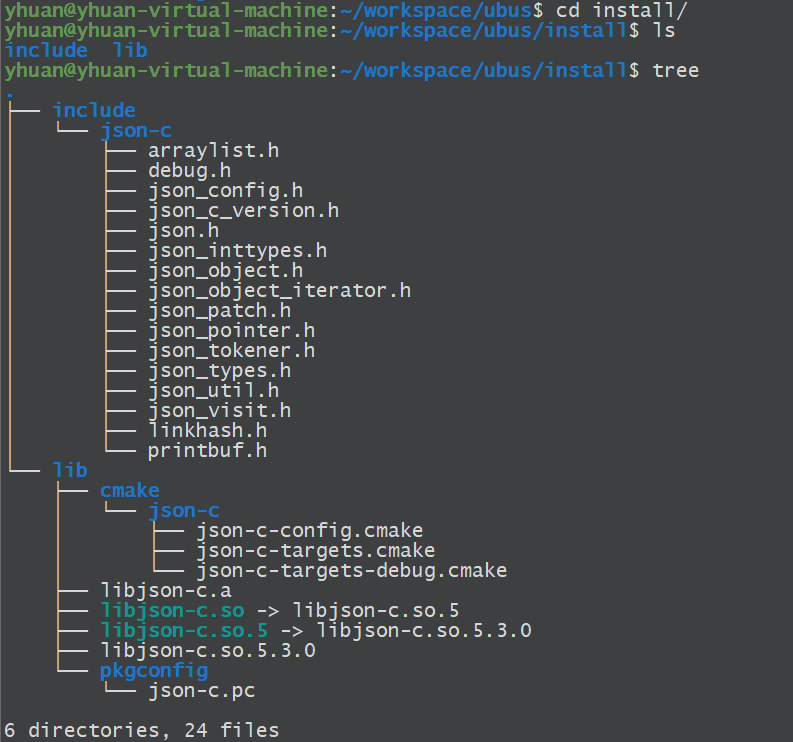 yhuan@yhuan-virtual-machine:~/workspace/ubus$ cd install/
yhuan@yhuan-virtual-machine:~/workspace/ubus/install$ ls
include  lib
yhuan@yhuan-virtual-machine:~/workspace/ubus/install$ tree
.
├── include
│   └── json-c
│       ├── arraylist.h
│       ├── debug.h
│       ├── json_config.h
│       ├── json_c_version.h
│       ├── json.h
│       ├── json_inttypes.h
│       ├── json_object.h
│       ├── json_object_iterator.h
│       ├── json_patch.h
│       ├── json_pointer.h
│       ├── json_tokener.h
│       ├── json_types.h
│       ├── json_util.h
│       ├── json_visit.h
│       ├── linkhash.h
│       └── printbuf.h
└── lib
    ├── cmake
    │   └── json-c
    │       ├── json-c-config.cmake
    │       ├── json-c-targets.cmake
    │       └── json-c-targets-debug.cmake
    ├── libjson-c.a
    ├── libjson-c.so -> libjson-c.so.5
    ├── libjson-c.so.5 -> libjson-c.so.5.3.0
    ├── libjson-c.so.5.3.0
    └── pkgconfig
        └── json-c.pc
6 directories, 24 files